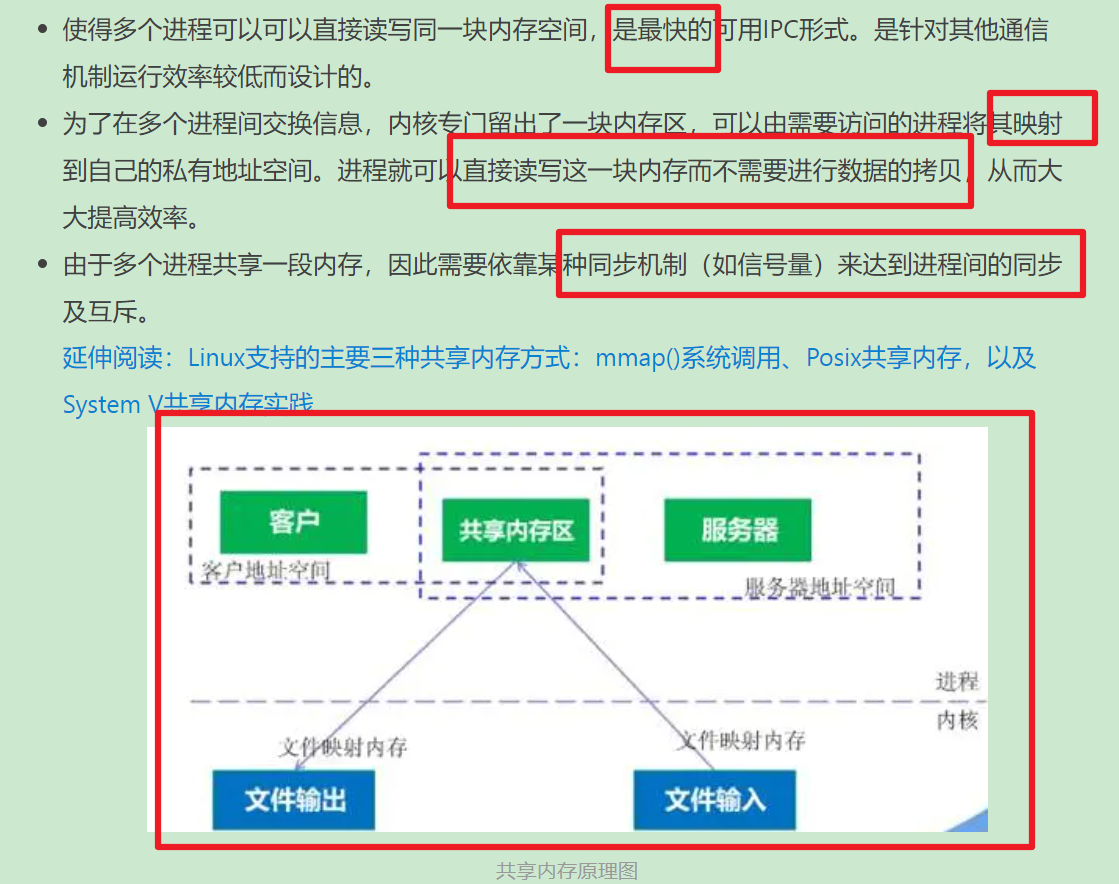 使得多个进程可以可以直接读写同一块内存空间，是最快的可用IPC形式。是针对其他通信
机制运行效率较低而设计的。
为了在多个进程间交换信息，内核专门留出了一块内存区，可以由需要访问的进程将其映射
到自己的私有地址空间。进程就可以直接读写这一块内存而不需要进行数据的拷贝，从而大
大提高效率。
由于多个进程共享一段内存，因此需要依靠某种同步机制（如信号量）来达到进程间的同步
及互斥。
延伸阅读：Linux支持的主要三种共享内存方式：mmap()系统调用、Posix共享内存，以及
System V共享内存实践
客户
共享内存区
服务器
客户地址空间
服务器地址空间
进程
内核
文件映射内存
文件映射内存
文件输出
文件输入
共享内存原理图